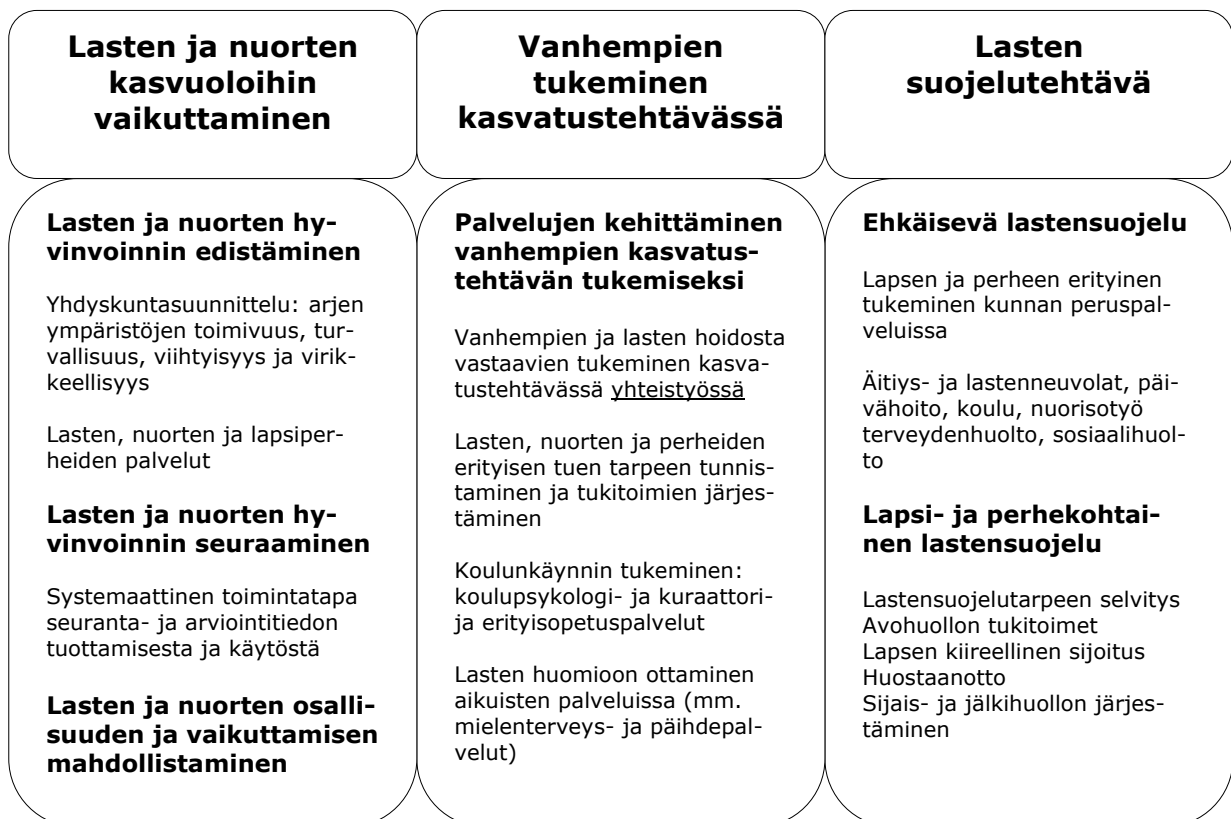 Lasten ja nuorten
kasvuoloihin
vaikuttaminen
Vanhempien
tukeminen
kasvatustehtävässä
Lasten
suojelutehtävä
Lasten ja nuorten hy-
vinvoinnin edistäminen
Yhdyskuntasuunnittelu: arjen
ympäristöjen toimivuus, tur-
vallisuus, viihtyisyys ja virik-
keellisyys
Lasten, nuorten ja lapsiper-
heiden palvelut
Lasten ja nuorten hy-
vinvoinnin seuraaminen
Systemaattinen toimintatapa
seuranta- ja arviointitiedon
tuottamisesta ja käytöstä
Lasten ja nuorten osalli-
suuden ja vaikuttamisen
mahdollistaminen
Palvelujen kehittäminen
vanhempien kasvatus-
tehtävän tukemiseksi
Vanhempien ja lasten hoidosta
vastaavien tukeminen kasva-
tustehtävässä yhteistyössä
Lasten, nuorten ja perheiden
erityisen tuen tarpeen tunnis-
taminen ja tukitoimien järjes-
täminen
Koulunkäynnin tukeminen:
koulupsykologi- ja kuraattori-
ja erityisopetuspalvelut
Lasten huomioon ottaminen
aikuisten palveluissa (mm.
mielenterveys- ja päihdepal-
velut)
Ehkäisevä lastensuojelu
Lapsen ja perheen erityinen
tukeminen kunnan peruspal-
veluissa
Äitiys- ja lastenneuvolat, päi-
vähoito, koulu, nuorisotyö
terveydenhuolto, sosiaalihuol-
to
Lapsi- ja perhekohtai-
nen lastensuojelu
Lastensuojelutarpeen selvitys
Avohuollon tukitoimet
Lapsen kiireellinen sijoitus
Huostaanotto
Sijais- ja jälkihuollon järjes-
täminen